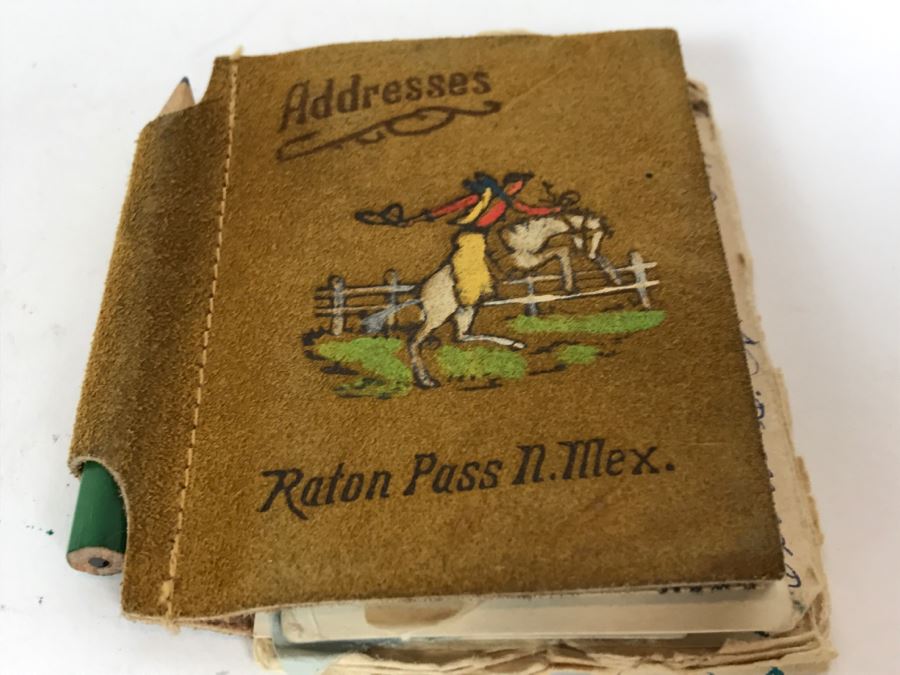 Addresses
Raton Pass N. Mex.